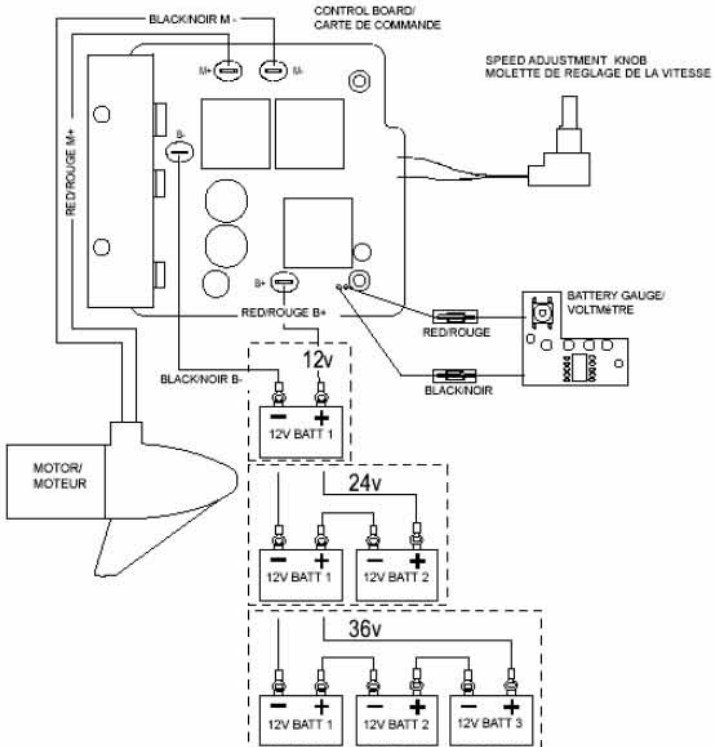 BLACK/NOIR M -
CONTROL BOARD/
CARTE DE COMMANDE
SPEED ADJUSTMENT KNOB
MOLETTE DE REGLAGE DE LA VITESSE
M+
M-
RED/ROUGE M+
B-
B+
RED/ROUGE B+
BATTERY GAUGE/
VOLTMèTRE
RED/ROUGE
BLACK/NOIR
BLACK/NOIR B-
12v
- +
12V BATT 1
MOTOR/
MOTEUR
24v
- +
12V BATT 1
- +
12V BATT 2
36v
- +
12V BATT 1
- +
12V BATT 2
- +
12V BATT 3